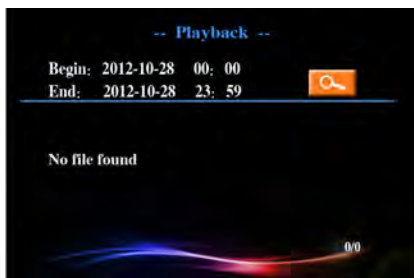 -- Playback --
Begin: 2012-10-28 00: 00
End: 2012-10-28 23: 59
No file found
0/0